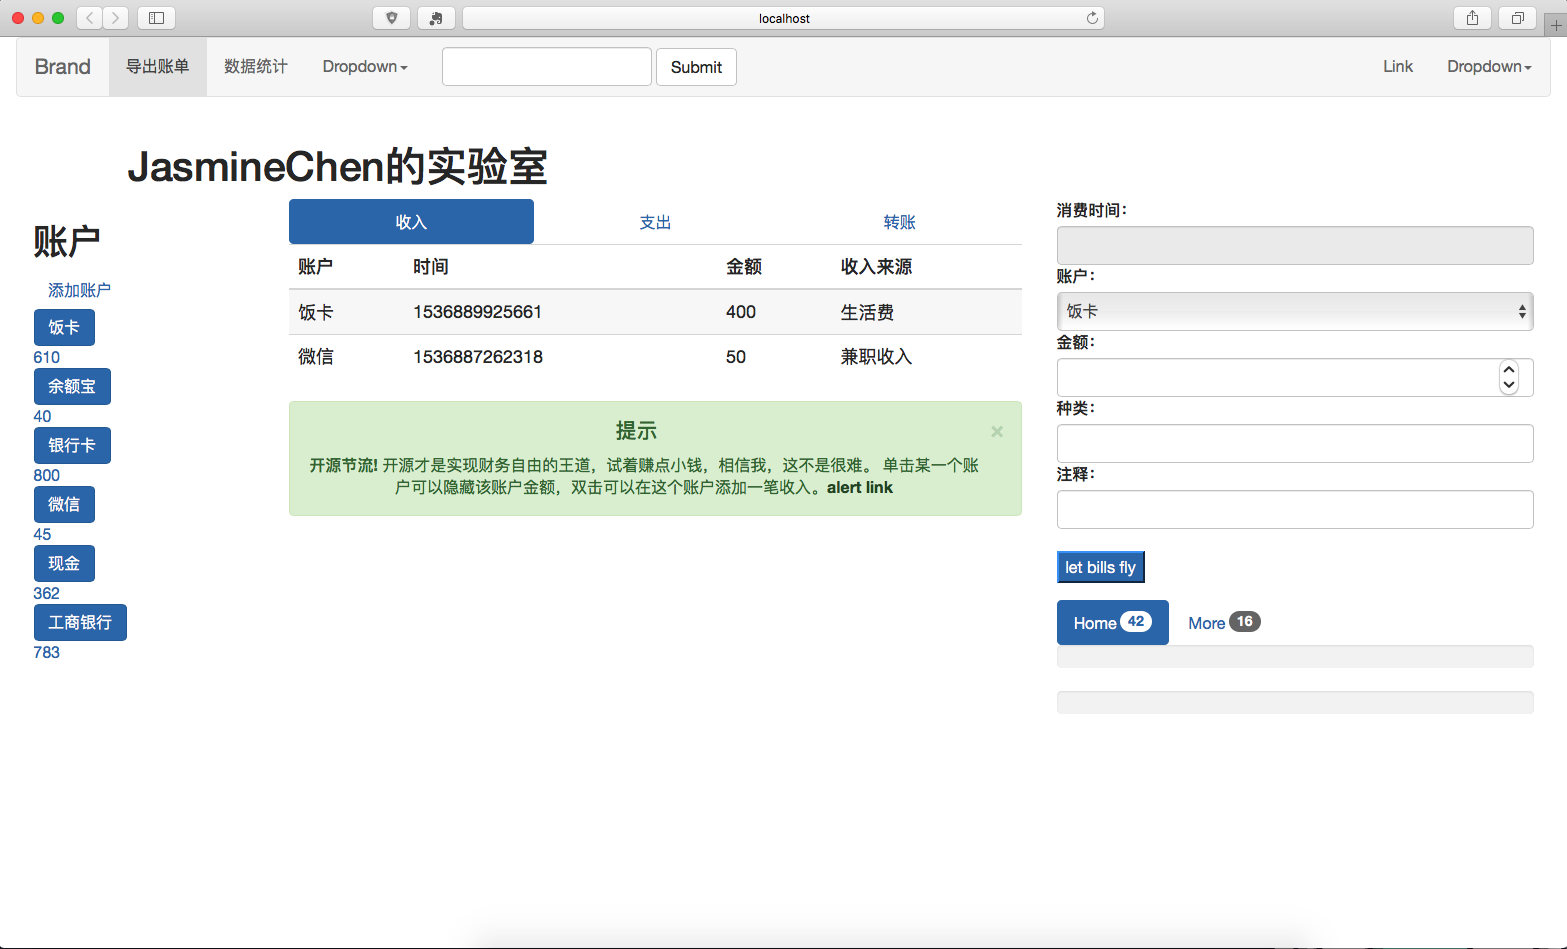 localhost
Brand 导出账单 数据统计 Dropdown Submit Link Dropdown
JasmineChen的实验室
账户
添加账户
饭卡
610
余额宝
40
银行卡
800
微信
45
现金
362
工商银行
783
收入 支出 转账
账户 时间 金额 收入来源
饭卡 1536889925661 400 生活费
微信 1536887262318 50 兼职收入
提示 ×
开源节流! 开源才是实现财务自由的王道，试着赚点小钱，相信我，这不是很难。 单击某一个账
户可以隐藏该账户金额，双击可以在这个账户添加一笔收入。alert link
消费时间：
账户：
饭卡
金额：
种类：
注释：
let bills fly
Home 42 More 16